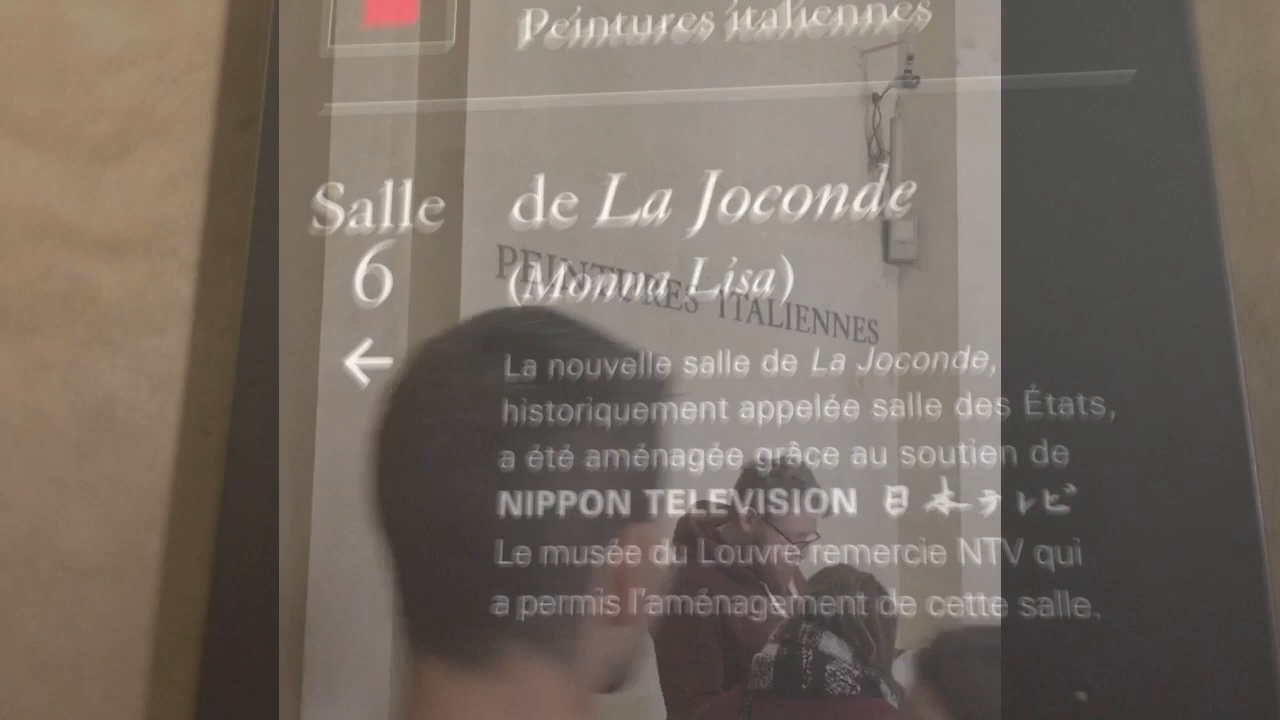 Peintures italiennes
Salle 6
de La Joconde
(Monna Lisa)
PEINTURES ITALIENNES
La nouvelle salle de La Joconde,
historiquement appelée salle des États,
a été aménagée grâce au soutien de
NIPPON TELEVISION 日本テレビ
Le musée du Louvre remercie NTV qui
a permis l'aménagement de cette salle.